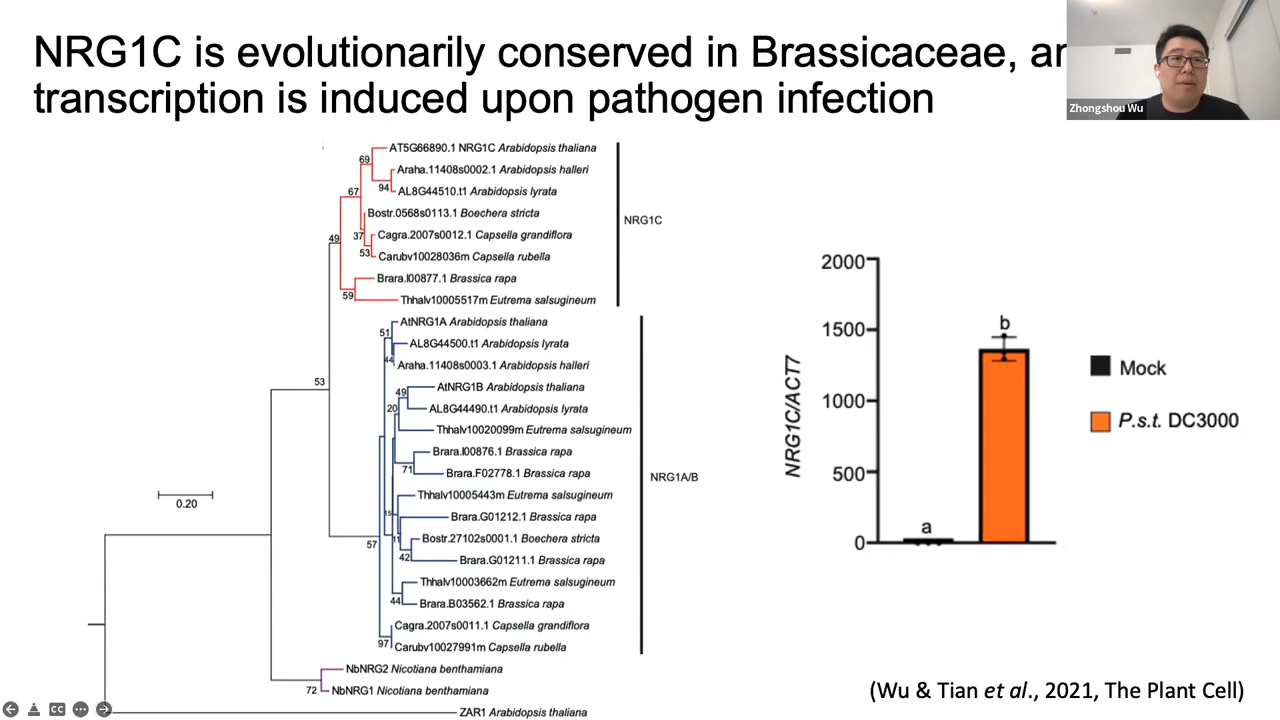 NRG1C is evolutionarily conserved in Brassicaceae, ar
transcription is induced upon pathogen infection
Zhongshou Wu
AT5G66890.1 NRG1C Arabidopsis thaliana
Araha.11408s0002.1 Arabidopsis halleri
AL8G44510.t1 Arabidopsis lyrata
Bostr.0568s0113.1 Boechera stricta
Cagra.2007s0012.1 Capsella grandiflora
Carubv10028036m Capsella rubella
Brara.I00877.1 Brassica rapa
Thhalv10005517m Eutrema salsugineum
AtNRG1A Arabidopsis thaliana
AL8G44500.t1 Arabidopsis lyrata
Araha.11408s0003.1 Arabidopsis halleri
AtNRG1B Arabidopsis thaliana
AL8G44490.t1 Arabidopsis lyrata
Thhalv10020099m Eutrema salsugineum
Brara.I00876.1 Brassica rapa
Brara.F02778.1 Brassica rapa
Thhalv10005443m Eutrema salsugineum
Brara.G01212.1 Brassica rapa
Bostr.27102s0001.1 Boechera stricta
Brara.G01211.1 Brassica rapa
Thhalv10003662m Eutrema salsugineum
Brara.B03562.1 Brassica rapa
Cagra.2007s0011.1 Capsella grandiflora
Carubv10027991m Capsella rubella
NbNRG2 Nicotiana benthamiana
NbNRG1 Nicotiana benthamiana
ZAR1 Arabidopsis thaliana
69
94
67
37
53
49
59
53
51
44
49
20
71
15
11
42
57
44
97
72
0.20
NRG1C
NRG1A/B
NRG1C/ACT7
2000
1500
1000
500
0
a
b
Mock
P.s.t. DC3000
(Wu & Tian et al., 2021, The Plant Cell)
CC